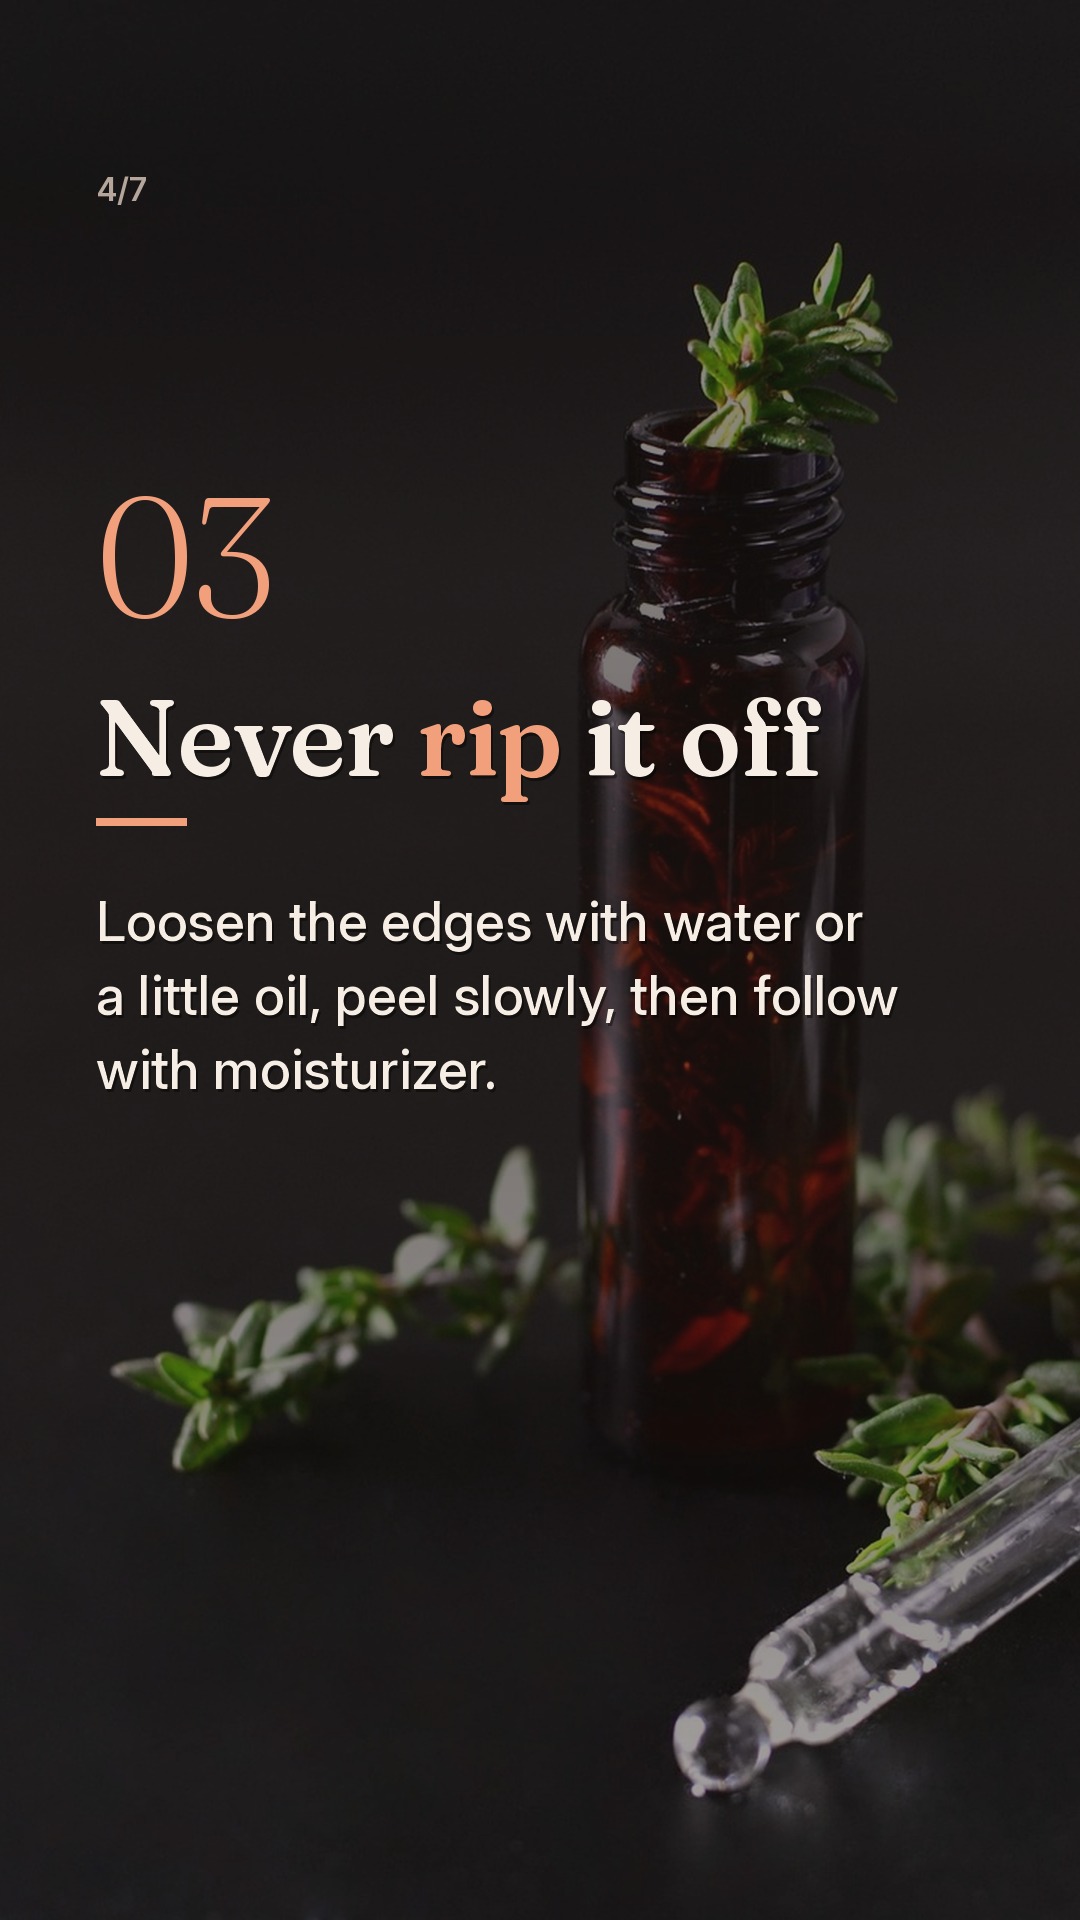 4/7
03
Never rip it off
Loosen the edges with water or
a little oil, peel slowly, then follow
with moisturizer.